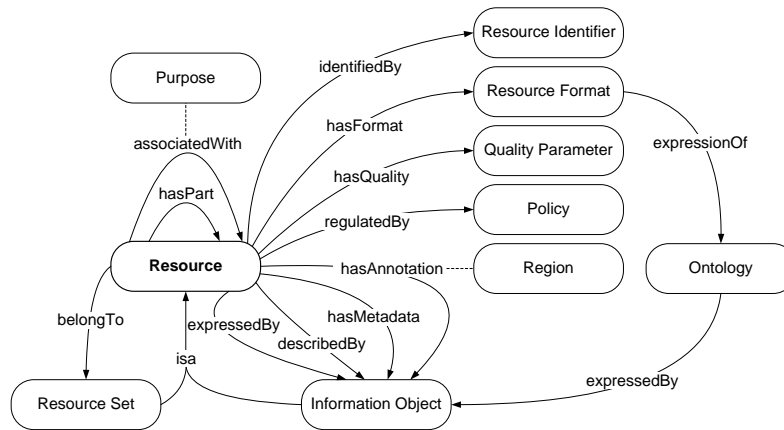 Resource Identifier
Purpose
identifiedBy
Resource Format
hasFormat
associatedWith
Quality Parameter
expressionOf
hasPart
hasQuality
regulatedBy
Policy
Resource
hasAnnotation
Region
Ontology
belongTo
expressedBy
hasMetadata
describedBy
isa
expressedBy
Resource Set
Information Object